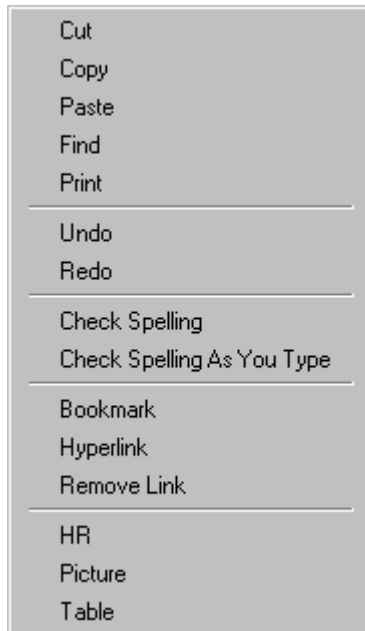 Cut
Copy
Paste
Find
Print
Undo
Redo
Check Spelling
Check Spelling As You Type
Bookmark
Hyperlink
Remove Link
HR
Picture
Table